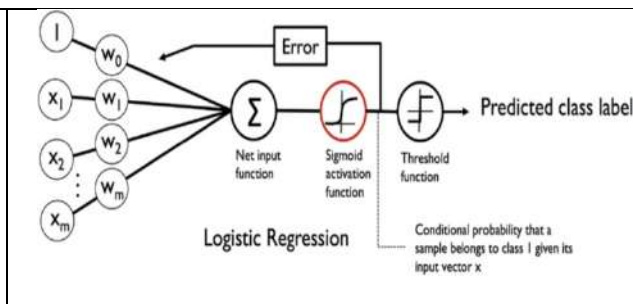 1
w0
Error
x1
w1
x2
w2
⋮
wm
xm
Σ
Net input
function
Sigmoid
activation
function
Threshold
function
Predicted class label
Logistic Regression
Conditional probability that a
sample belongs to class 1 given its
input vector x